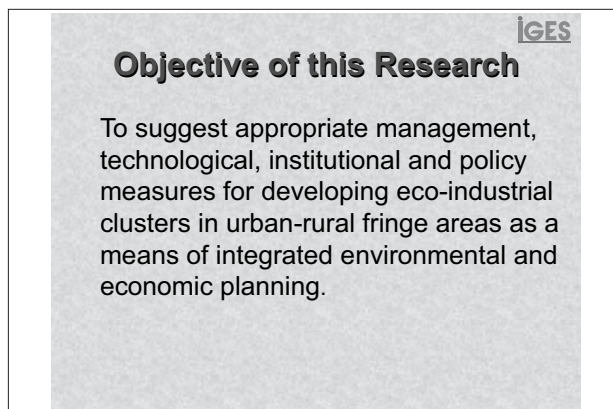 IGES
Objective of this Research
To suggest appropriate management,
technological, institutional and policy
measures for developing eco-industrial
clusters in urban-rural fringe areas as a
means of integrated environmental and
economic planning.